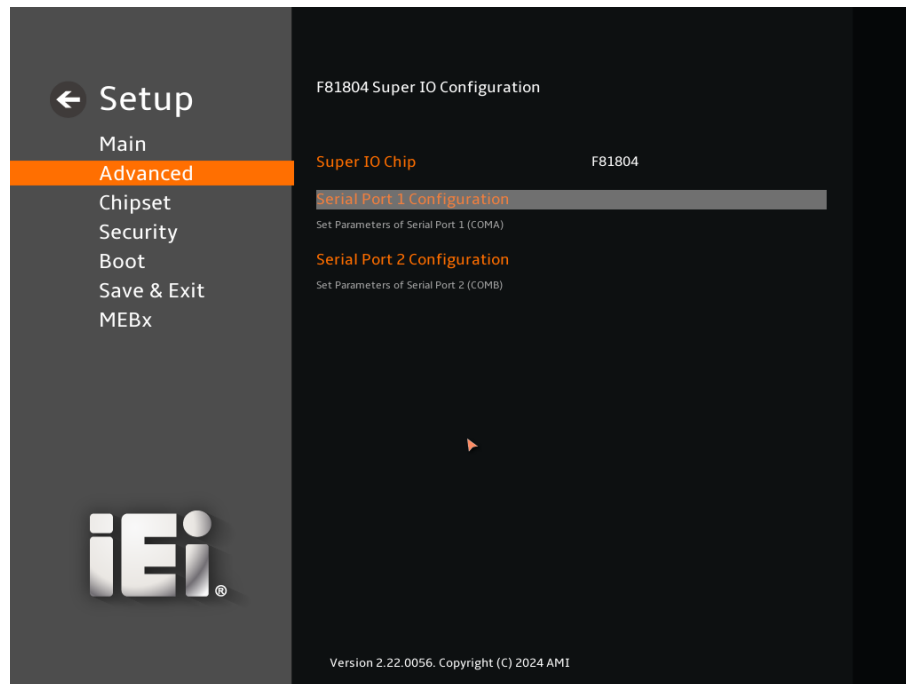 Setup
Main
Advanced
Chipset
Security
Boot
Save & Exit
MEBx
iEi®
F81804 Super IO Configuration
Super IO Chip F81804
Serial Port 1 Configuration
Set Parameters of Serial Port 1 (COMA)
Serial Port 2 Configuration
Set Parameters of Serial Port 2 (COMB)
Version 2.22.0056. Copyright (C) 2024 AMI